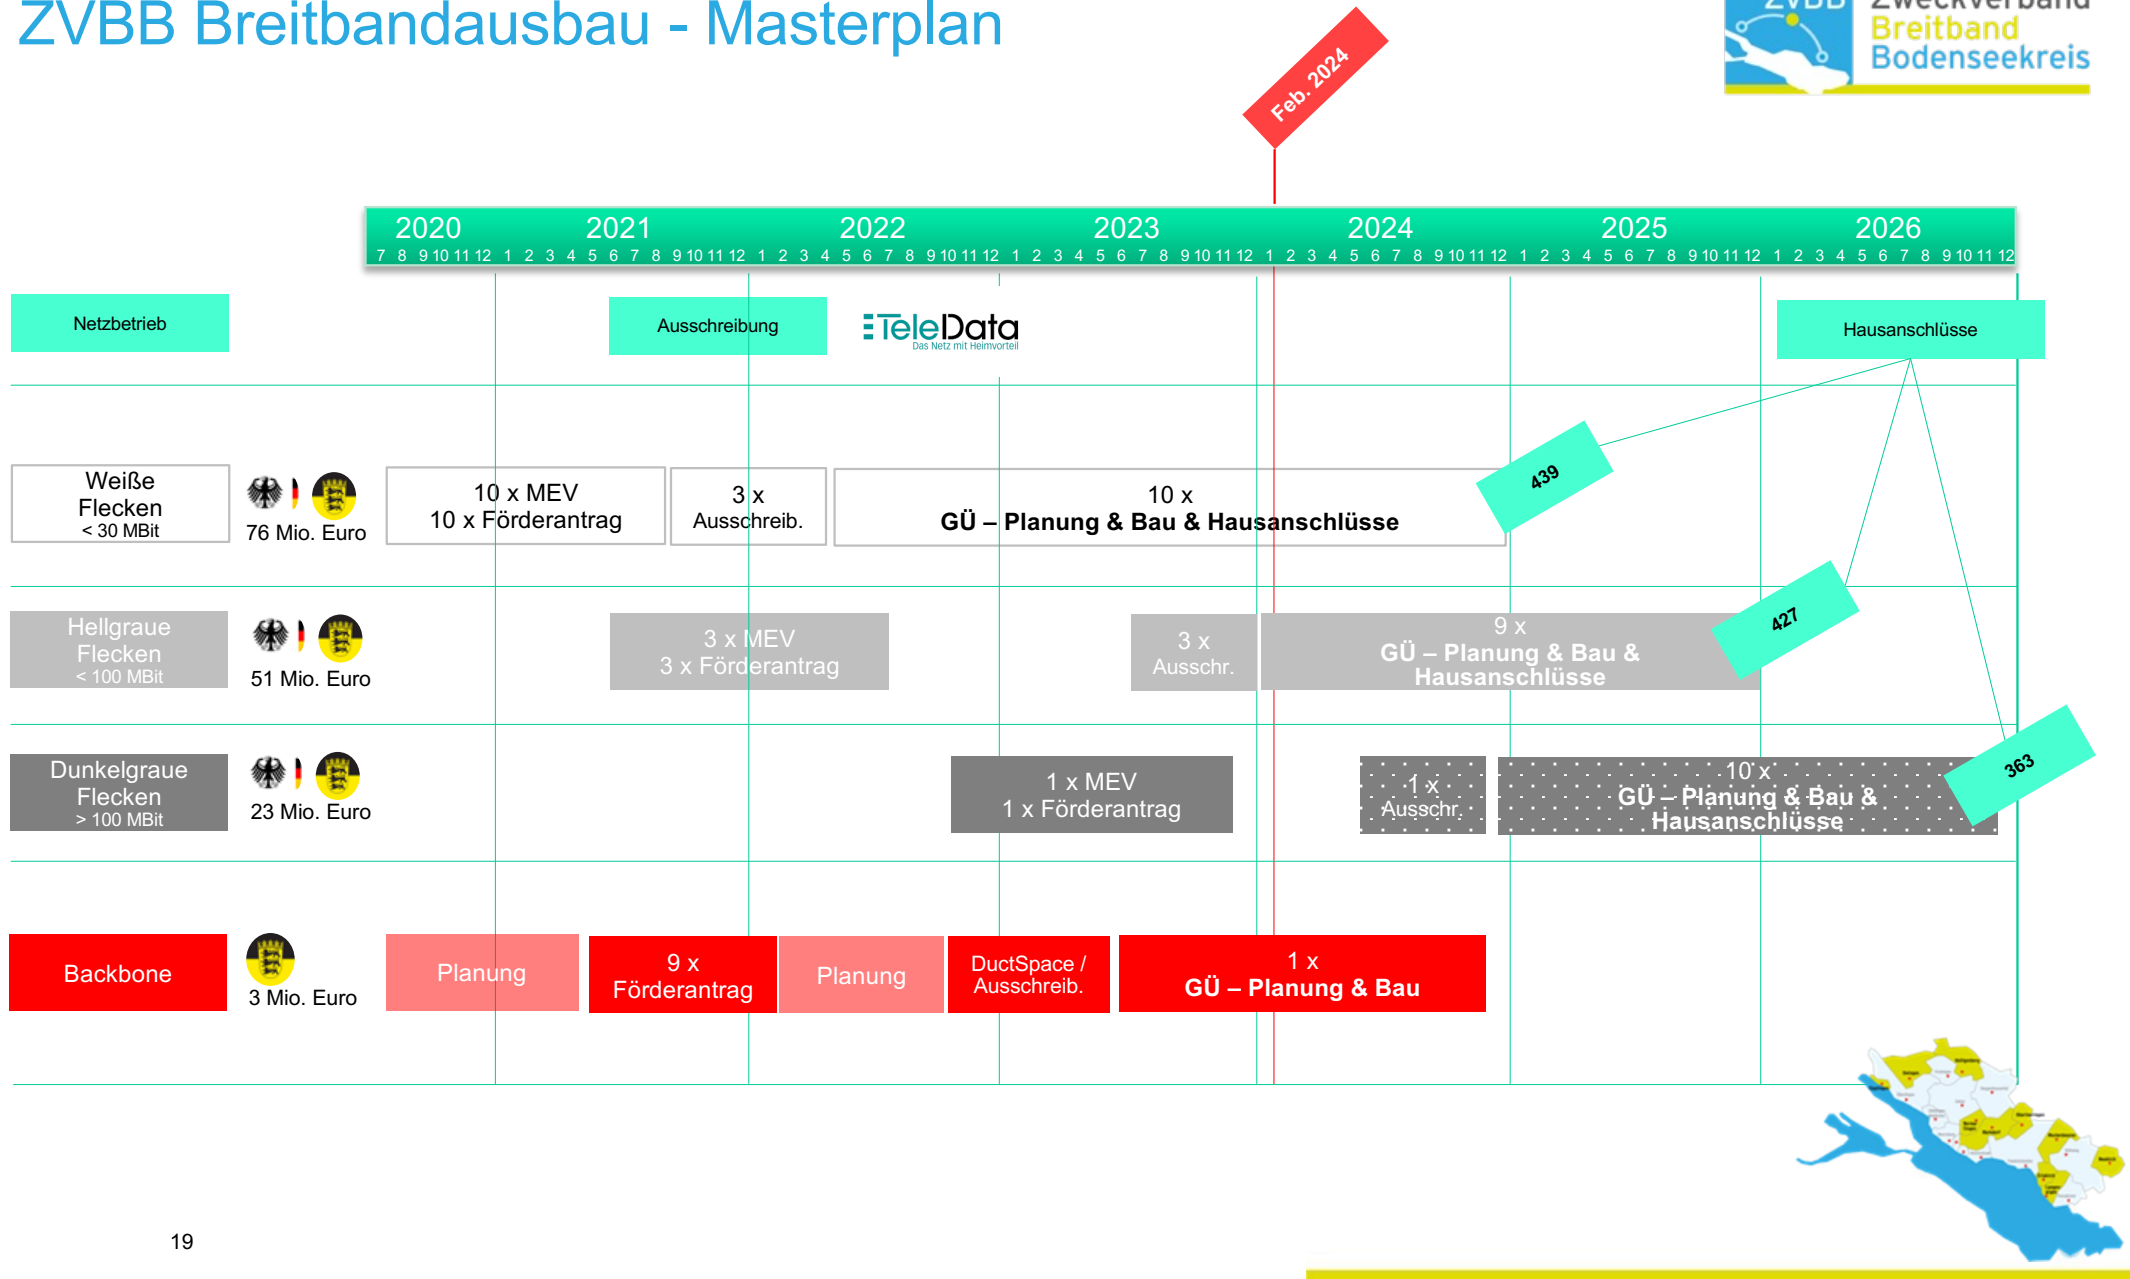 ZVBB Breitbandausbau - Masterplan
ZVBB Zweckverband
Breitband
Bodenseekreis
Feb. 2024
2020 2021 2022 2023 2024 2025 2026
7 8 9 10 11 12 1 2 3 4 5 6 7 8 9 10 11 12 1 2 3 4 5 6 7 8 9 10 11 12 1 2 3 4 5 6 7 8 9 10 11 12 1 2 3 4 5 6 7 8 9 10 11 12 1 2 3 4 5 6 7 8 9 10 11 12 1 2 3 4 5 6 7 8 9 10 11 12
Netzbetrieb
Ausschreibung
TeleData
Das Netz mit Heimvorteil
Hausanschlüsse
Weiße
Flecken
< 30 MBit
76 Mio. Euro
10 x MEV
10 x Förderantrag
3 x
Ausschreib.
10 x
GÜ – Planung & Bau & Hausanschlüsse
439
Hellgraue
Flecken
< 100 MBit
51 Mio. Euro
3 x MEV
3 x Förderantrag
3 x
Ausschr.
9 x
GÜ – Planung & Bau &
Hausanschlüsse
427
Dunkelgraue
Flecken
> 100 MBit
23 Mio. Euro
1 x MEV
1 x Förderantrag
1 x
Ausschr.
10 x
GÜ – Planung & Bau &
Hausanschlüsse
363
Backbone
3 Mio. Euro
Planung
9 x
Förderantrag
Planung
DuctSpace /
Ausschreib.
1 x
GÜ – Planung & Bau
19